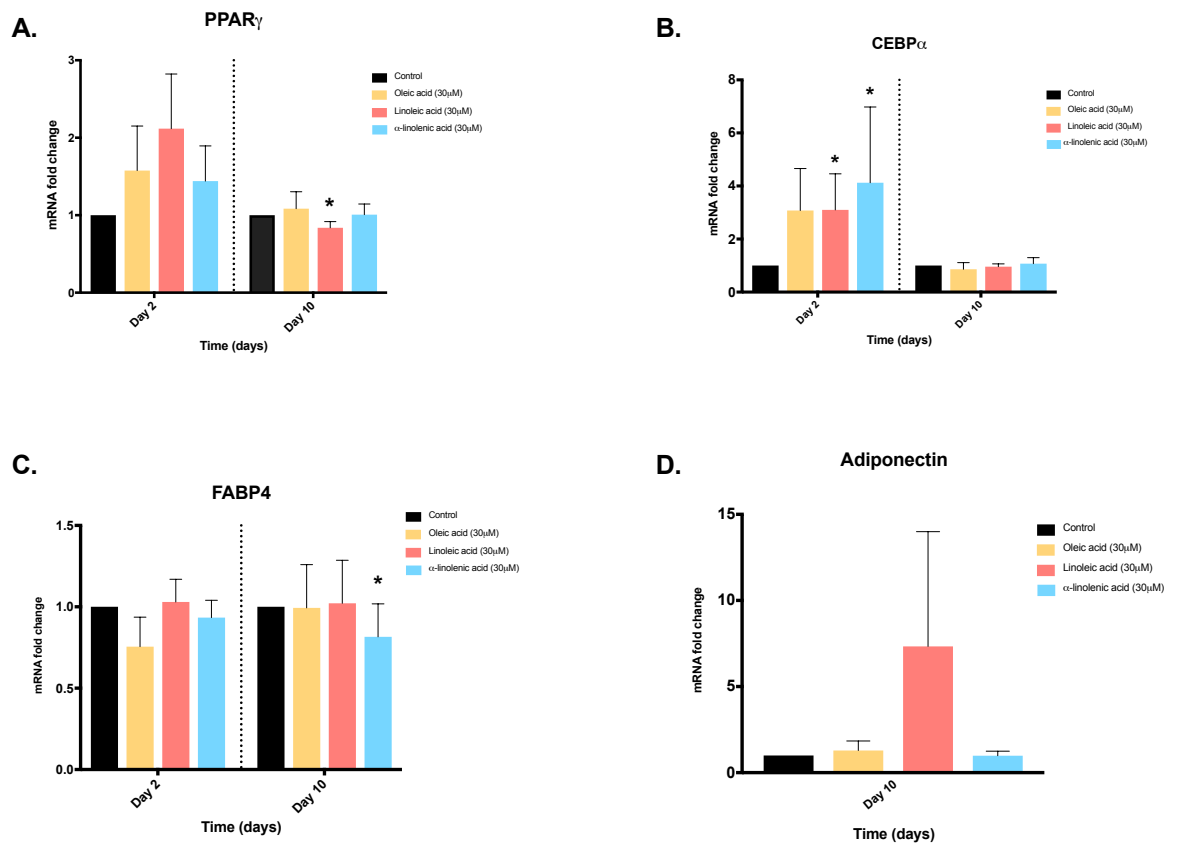 A.
PPARγ
mRNA fold change
3
2
1
0
Day 2
Day 10
Time (days)
Control
Oleic acid (30μM)
Linoleic acid (30μM)
α-linolenic acid (30μM)
*
B.
CEBPα
mRNA fold change
8
6
4
2
0
Day 2
Day 10
Time (days)
Control
Oleic acid (30μM)
Linoleic acid (30μM)
α-linolenic acid (30μM)
*
*
C.
FABP4
mRNA fold change
1.5
1.0
0.5
0.0
Day 2
Day 10
Time (days)
Control
Oleic acid (30μM)
Linoleic acid (30μM)
α-linolenic acid (30μM)
*
D.
Adiponectin
mRNA fold change
15
10
5
0
Day 10
Time (days)
Control
Oleic acid (30μM)
Linoleic acid (30μM)
α-linolenic acid (30μM)